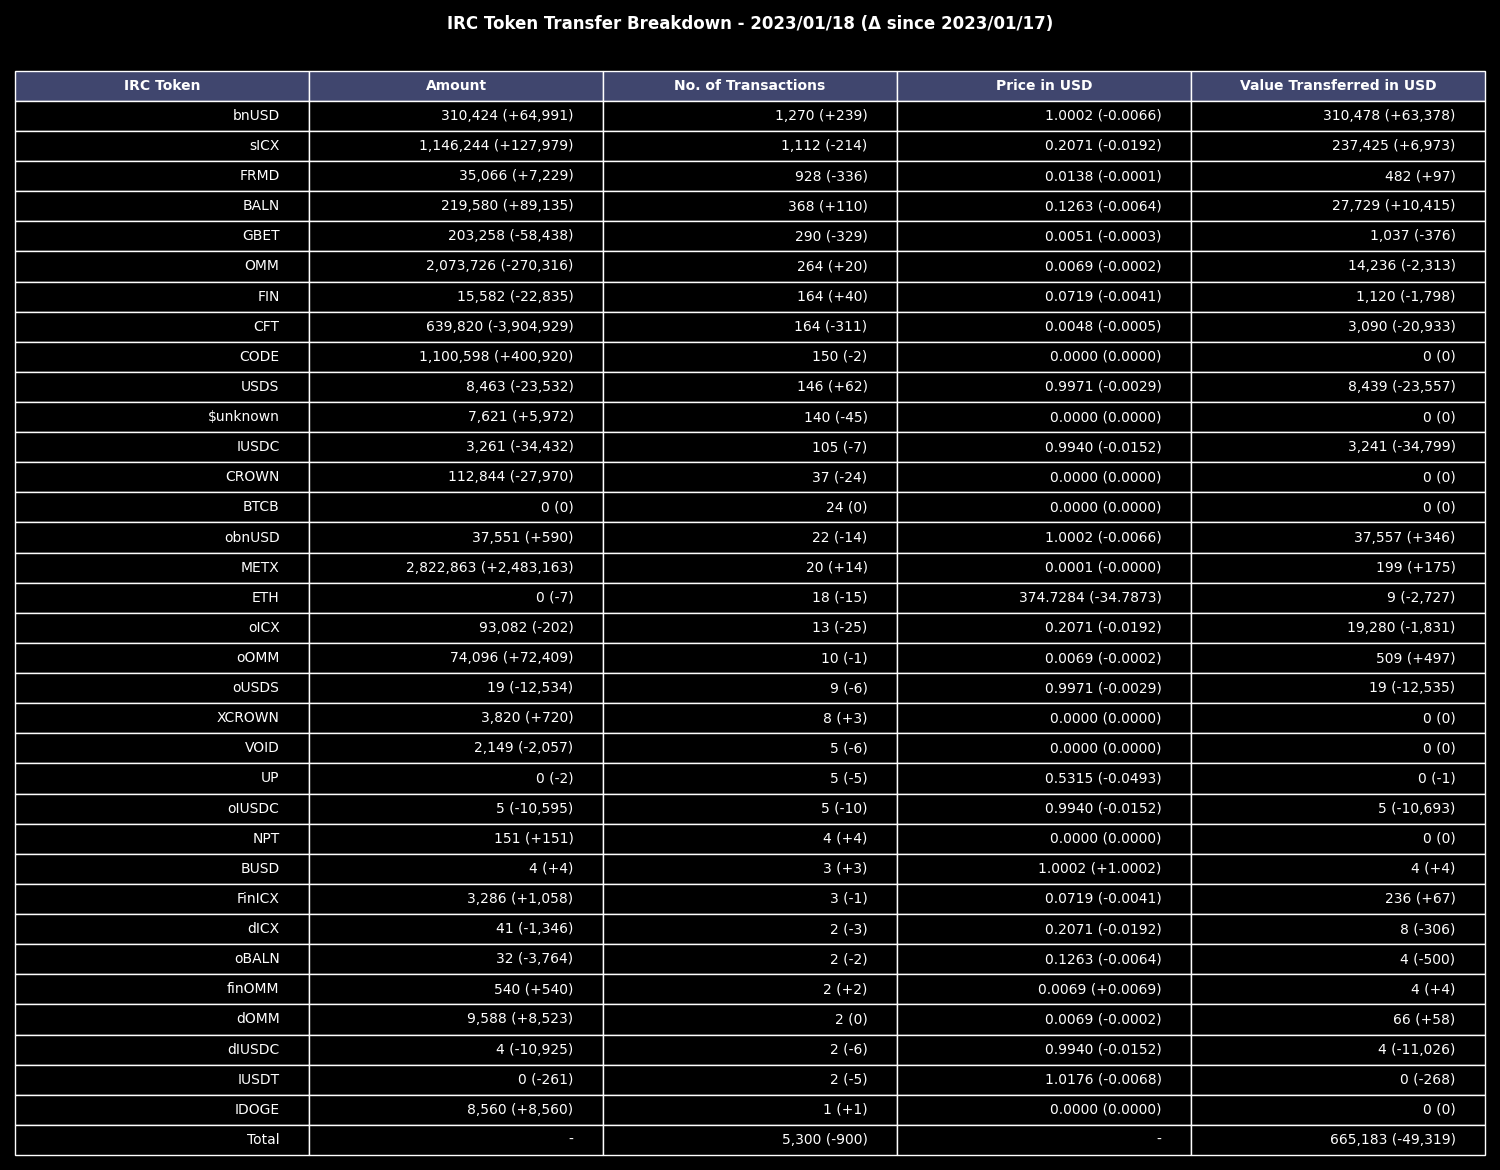 IRC Token Transfer Breakdown - 2023/01/18 (Δ since 2023/01/17)
IRC Token Amount No. of Transactions Price in USD Value Transferred in USD
bnUSD 310,424 (+64,991) 1,270 (+239) 1.0002 (-0.0066) 310,478 (+63,378)
sICX 1,146,244 (+127,979) 1,112 (-214) 0.2071 (-0.0192) 237,425 (+6,973)
FRMD 35,066 (+7,229) 928 (-336) 0.0138 (-0.0001) 482 (+97)
BALN 219,580 (+89,135) 368 (+110) 0.1263 (-0.0064) 27,729 (+10,415)
GBET 203,258 (-58,438) 290 (-329) 0.0051 (-0.0003) 1,037 (-376)
OMM 2,073,726 (-270,316) 264 (+20) 0.0069 (-0.0002) 14,236 (-2,313)
FIN 15,582 (-22,835) 164 (+40) 0.0719 (-0.0041) 1,120 (-1,798)
CFT 639,820 (-3,904,929) 164 (-311) 0.0048 (-0.0005) 3,090 (-20,933)
CODE 1,100,598 (+400,920) 150 (-2) 0.0000 (0.0000) 0 (0)
USDS 8,463 (-23,532) 146 (+62) 0.9971 (-0.0029) 8,439 (-23,557)
$unknown 7,621 (+5,972) 140 (-45) 0.0000 (0.0000) 0 (0)
IUSDC 3,261 (-34,432) 105 (-7) 0.9940 (-0.0152) 3,241 (-34,799)
CROWN 112,844 (-27,970) 37 (-24) 0.0000 (0.0000) 0 (0)
BTCB 0 (0) 24 (0) 0.0000 (0.0000) 0 (0)
obnUSD 37,551 (+590) 22 (-14) 1.0002 (-0.0066) 37,557 (+346)
METX 2,822,863 (+2,483,163) 20 (+14) 0.0001 (-0.0000) 199 (+175)
ETH 0 (-7) 18 (-15) 374.7284 (-34.7873) 9 (-2,727)
oICX 93,082 (-202) 13 (-25) 0.2071 (-0.0192) 19,280 (-1,831)
oOMM 74,096 (+72,409) 10 (-1) 0.0069 (-0.0002) 509 (+497)
oUSDS 19 (-12,534) 9 (-6) 0.9971 (-0.0029) 19 (-12,535)
XCROWN 3,820 (+720) 8 (+3) 0.0000 (0.0000) 0 (0)
VOID 2,149 (-2,057) 5 (-6) 0.0000 (0.0000) 0 (0)
UP 0 (-2) 5 (-5) 0.5315 (-0.0493) 0 (-1)
oIUSDC 5 (-10,595) 5 (-10) 0.9940 (-0.0152) 5 (-10,693)
NPT 151 (+151) 4 (+4) 0.0000 (0.0000) 0 (0)
BUSD 4 (+4) 3 (+3) 1.0002 (+1.0002) 4 (+4)
FinICX 3,286 (+1,058) 3 (-1) 0.0719 (-0.0041) 236 (+67)
dICX 41 (-1,346) 2 (-3) 0.2071 (-0.0192) 8 (-306)
oBALN 32 (-3,764) 2 (-2) 0.1263 (-0.0064) 4 (-500)
finOMM 540 (+540) 2 (+2) 0.0069 (+0.0069) 4 (+4)
dOMM 9,588 (+8,523) 2 (0) 0.0069 (-0.0002) 66 (+58)
dIUSDC 4 (-10,925) 2 (-6) 0.9940 (-0.0152) 4 (-11,026)
IUSDT 0 (-261) 2 (-5) 1.0176 (-0.0068) 0 (-268)
IDOGE 8,560 (+8,560) 1 (+1) 0.0000 (0.0000) 0 (0)
Total - 5,300 (-900) - 665,183 (-49,319)